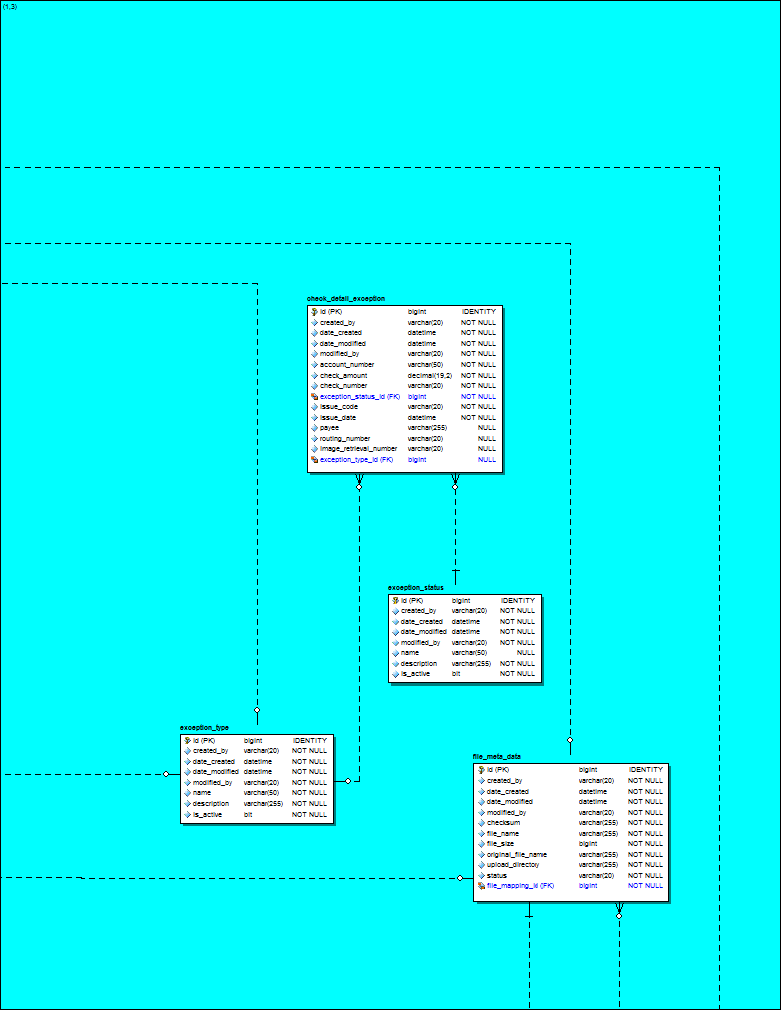 (1,3)
check_detail_exception
id (PK) bigint IDENTITY
created_by varchar(20) NOT NULL
date_created datetime NOT NULL
date_modified datetime NOT NULL
modified_by varchar(20) NOT NULL
account_number varchar(50) NOT NULL
check_amount decimal(19,2) NOT NULL
check_number varchar(20) NOT NULL
exception_status_id (FK) bigint NOT NULL
issue_code varchar(20) NOT NULL
issue_date datetime NOT NULL
payee varchar(255) NULL
routing_number varchar(20) NULL
image_retrieval_number varchar(20) NULL
exception_type_id (FK) bigint NULL
exception_status
id (PK) bigint IDENTITY
created_by varchar(20) NOT NULL
date_created datetime NOT NULL
date_modified datetime NOT NULL
modified_by varchar(20) NOT NULL
name varchar(50) NULL
description varchar(255) NOT NULL
is_active bit NOT NULL
exception_type
id (PK) bigint IDENTITY
created_by varchar(20) NOT NULL
date_created datetime NOT NULL
date_modified datetime NOT NULL
modified_by varchar(20) NOT NULL
name varchar(50) NOT NULL
description varchar(255) NOT NULL
is_active bit NOT NULL
file_meta_data
id (PK) bigint IDENTITY
created_by varchar(20) NOT NULL
date_created datetime NOT NULL
date_modified datetime NOT NULL
modified_by varchar(20) NOT NULL
checksum varchar(255) NOT NULL
file_name varchar(255) NOT NULL
file_size bigint NOT NULL
original_file_name varchar(255) NOT NULL
upload_directoy varchar(255) NOT NULL
status varchar(20) NOT NULL
file_mapping_id (FK) bigint NOT NULL